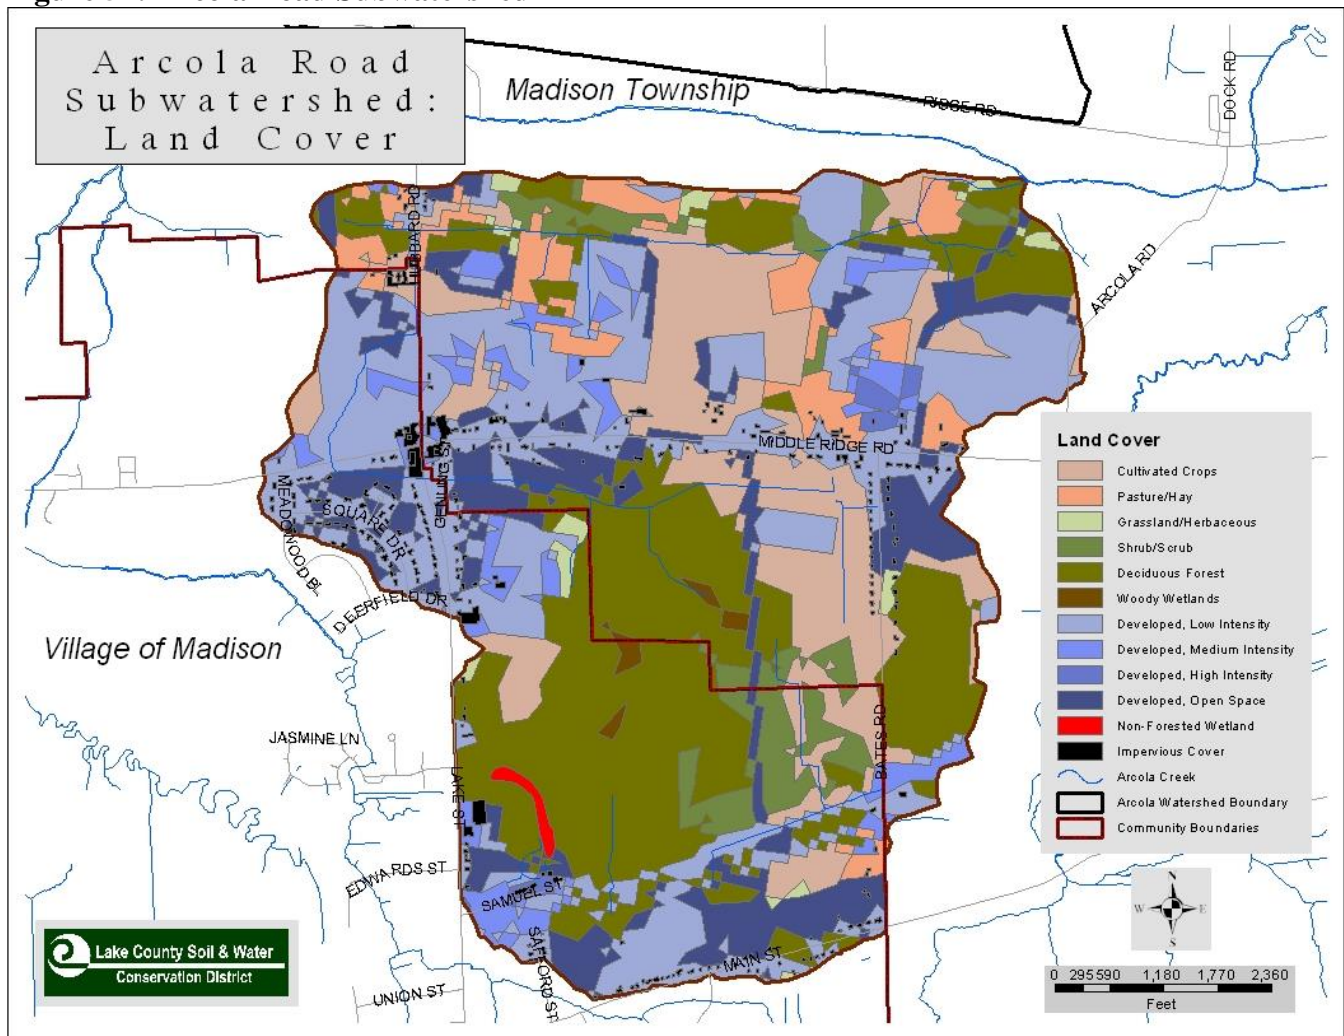 Arcola Road
Subwatershed:
Land Cover
Madison Township
RIDGE RD
DOCK RD
HUBBARD RD
ARCOLA RD
MIDDLE RIDGE RD
GENUNG ST
MEADOWOOD BL
SQUARE DR
DEERFIELD DR
Village of Madison
JASMINE LN
LAKE ST
BATES RD
EDWARDS ST
SAMUEL ST
SAFFORD ST
MAIN ST
UNION ST
Land Cover
Cultivated Crops
Pasture/Hay
Grassland/Herbaceous
Shrub/Scrub
Deciduous Forest
Woody Wetlands
Developed, Low Intensity
Developed, Medium Intensity
Developed, High Intensity
Developed, Open Space
Non-Forested Wetland
Impervious Cover
Arcola Creek
Arcola Watershed Boundary
Community Boundaries
N
W E
S
0 295 590 1,180 1,770 2,360
Feet
Lake County Soil & Water
Conservation District